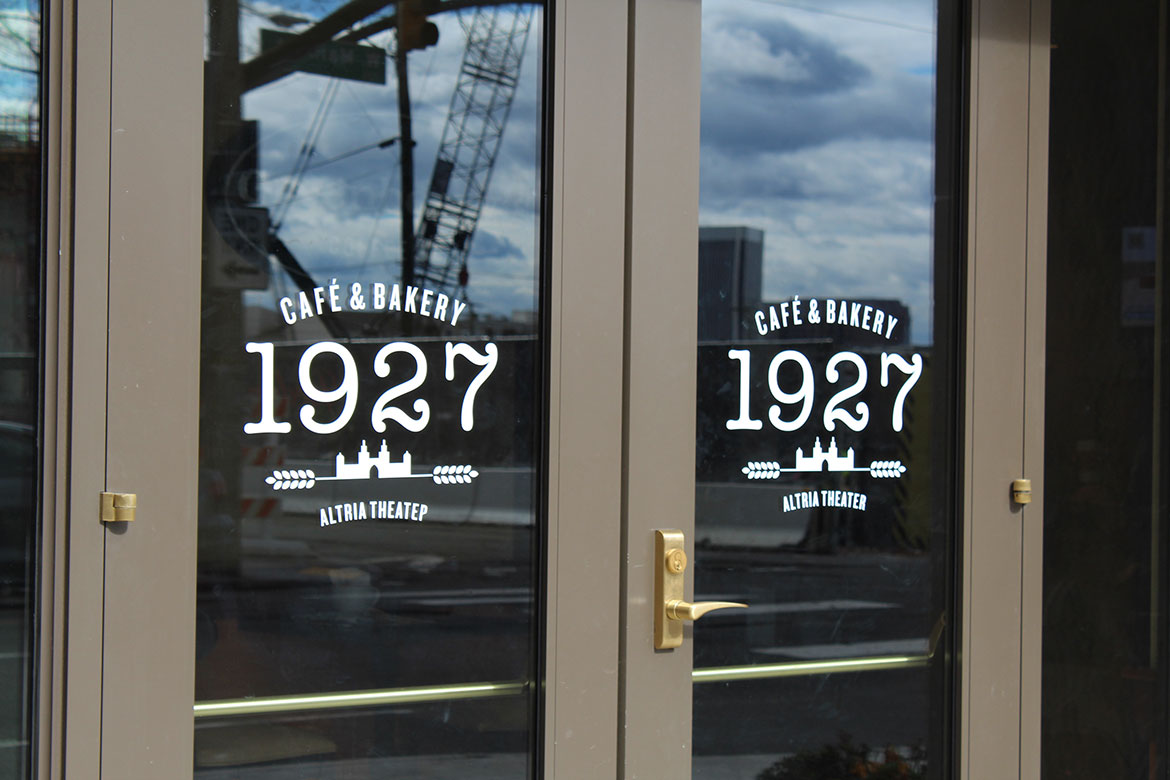 CAFÉ & BAKERY
1927
ALTRIA THEATEP
CAFÉ & BAKERY
1927
ALTRIA THEATER